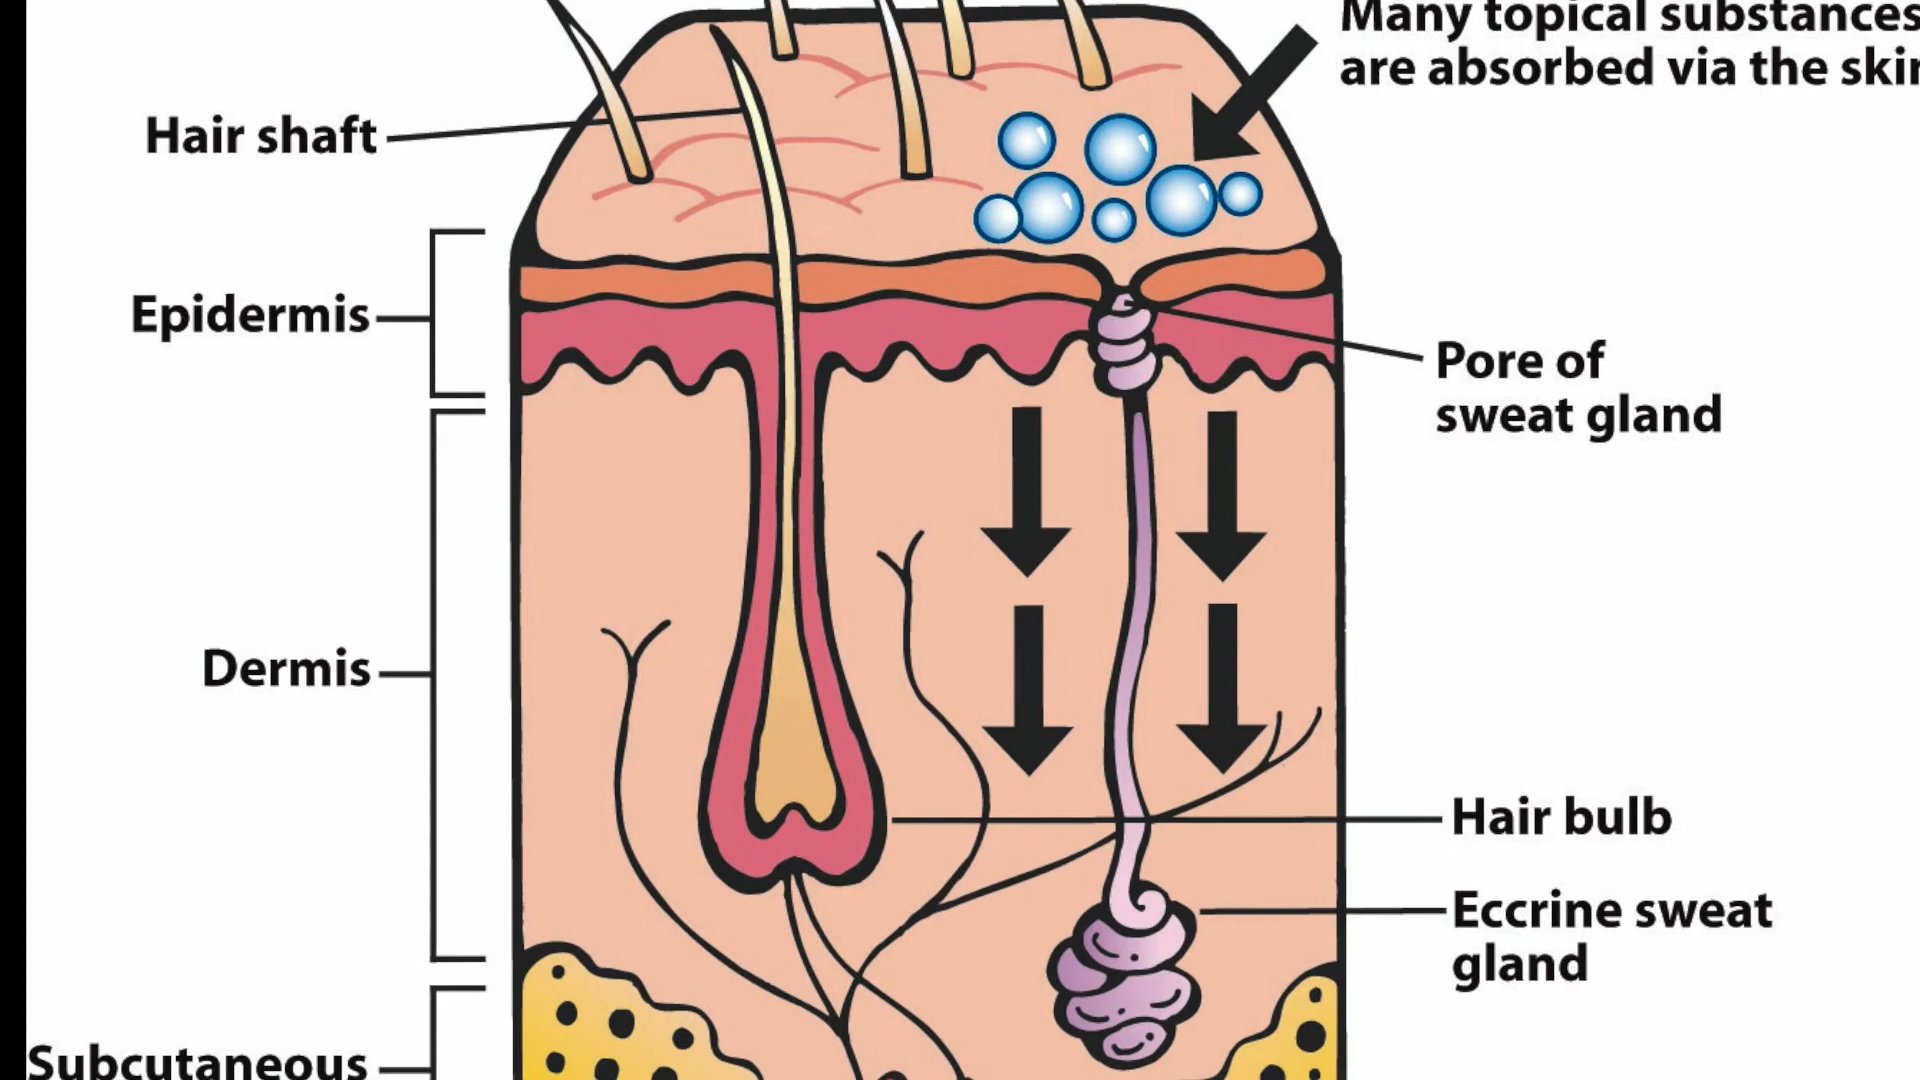 Many topical substances
are absorbed via the skin
Hair shaft
Epidermis
Pore of
sweat gland
Dermis
Hair bulb
Eccrine sweat
gland
Subcutaneous